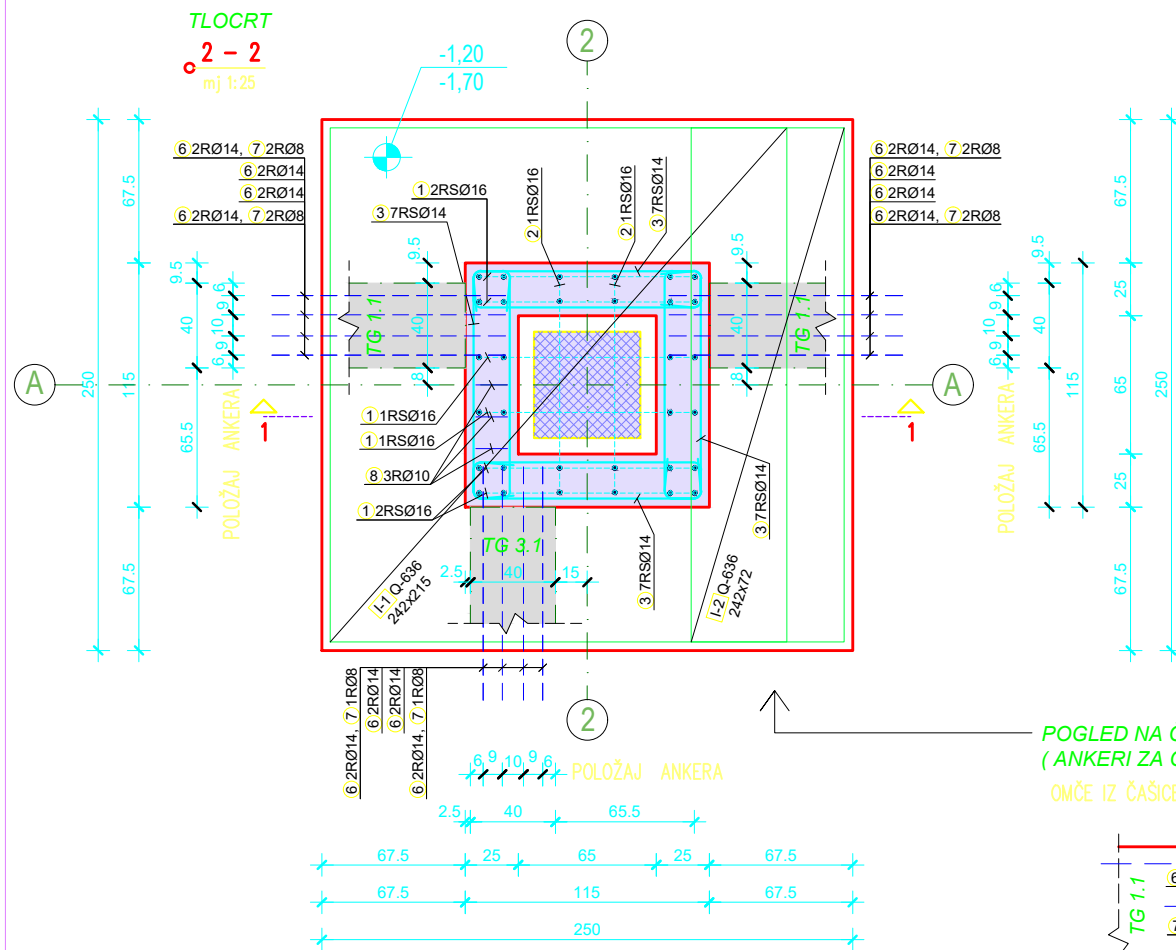 TLOCRT
2 - 2
mj 1:25
2
-1,20
-1,70
6 2RØ14, 7 2RØ8
6 2RØ14
6 2RØ14
6 2RØ14, 7 2RØ8
6 2RØ14, 7 2RØ8
6 2RØ14
6 2RØ14
6 2RØ14, 7 2RØ8
1 2RSØ16
3 7RSØ14
2 1RSØ16
2 1RSØ16
3 7RSØ14
67.5
67.5
9.5
9.5
9.5
9.5
40
6 9 10 9 6
40
8
TG 1.1
TG 1.1
40
8
6 9 10 9 6
40
25
A
A
250
115
65.5
65.5
115
65
250
1
1
POLOŽAJ ANKERA
POLOŽAJ ANKERA
1 1RSØ16
1 1RSØ16
8 3RØ10
1 2RSØ16
3 7RSØ14
25
TG 3.1
3 7RSØ14
2.5
40
15
I-1 Q-636
242x215
I-2 Q-636
242x72
67.5
67.5
6 2RØ14, 7 1RØ8
6 2RØ14
6 2RØ14
6 2RØ14, 7 1RØ8
2
POGLED NA
( ANKERI ZA
OMČE IZ ČAŠICE
6 9 10 9 6
POLOŽAJ ANKERA
2.5
40
65.5
67.5
25
65
25
67.5
67.5
115
67.5
250
TG 1.1